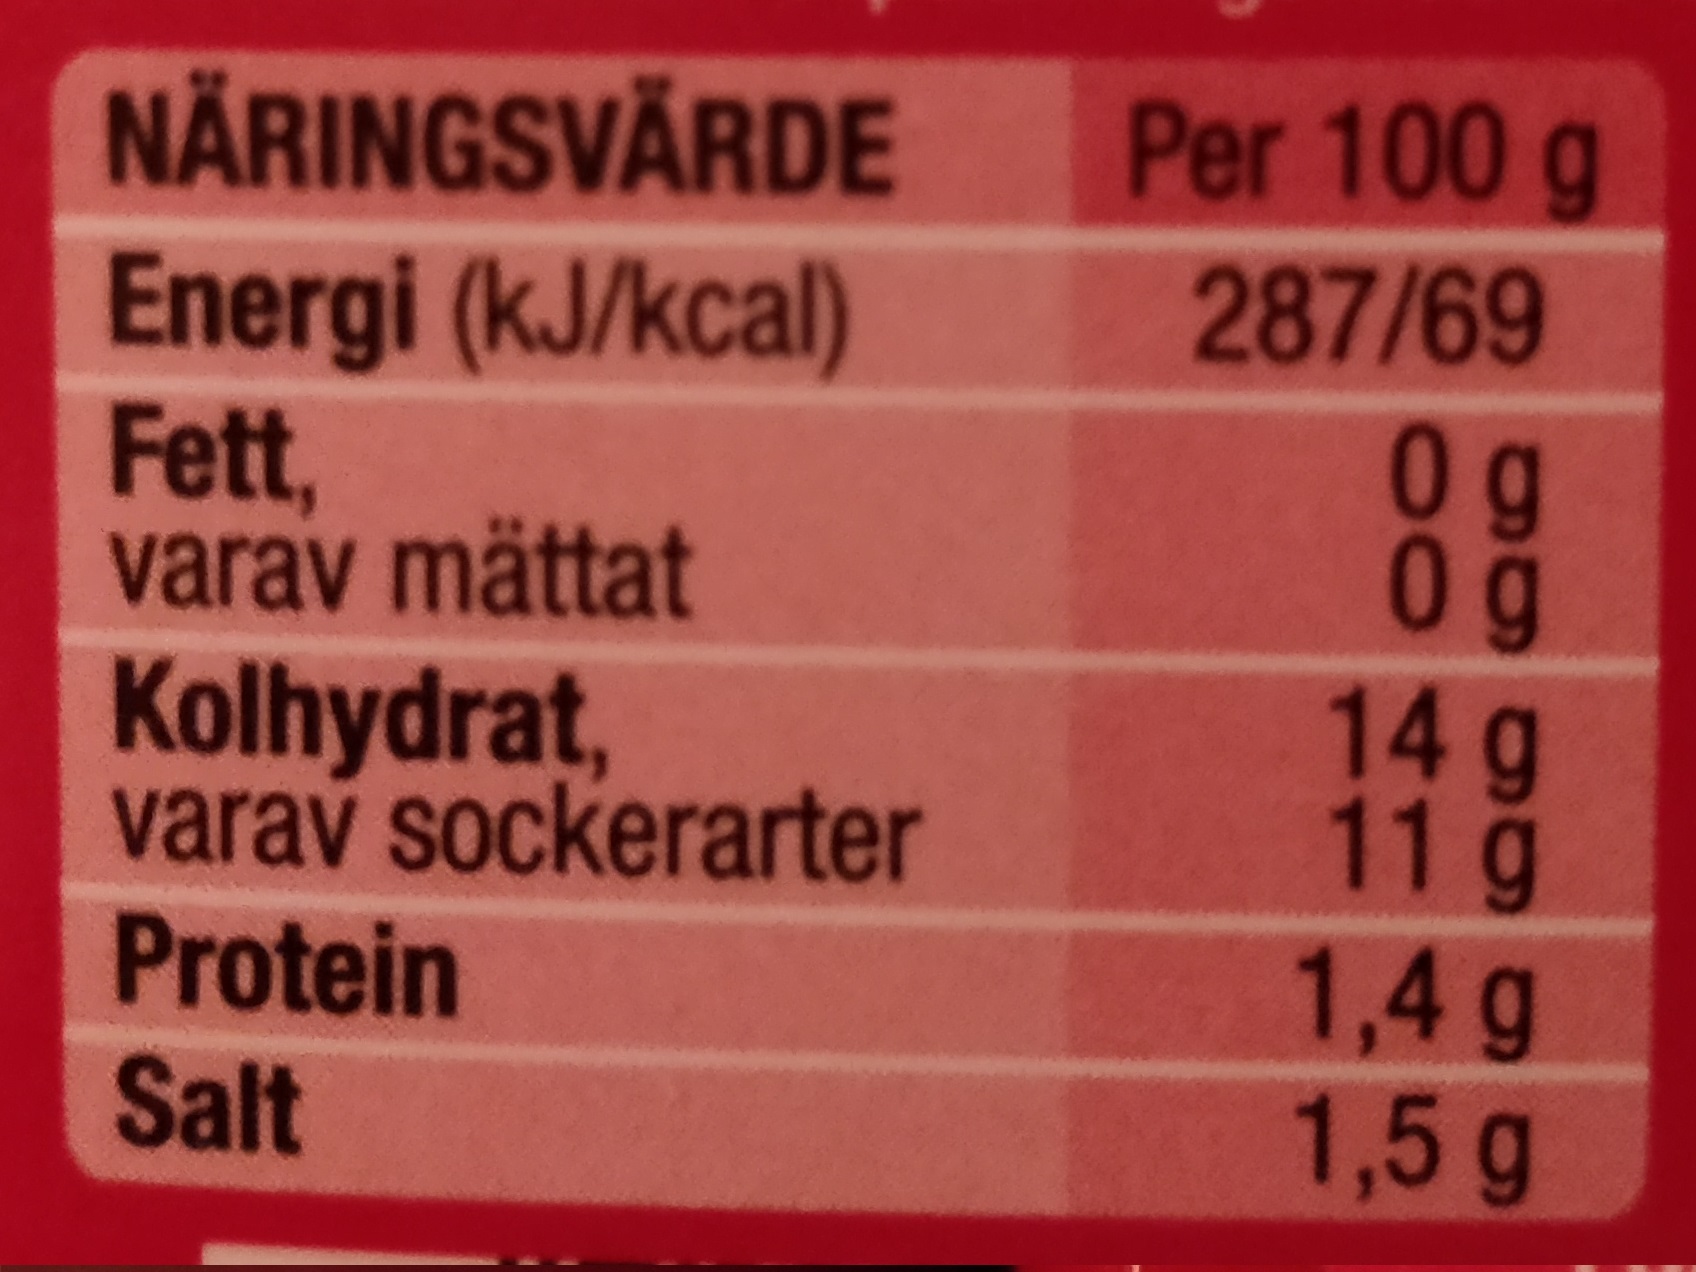 NÄRINGSVÄRDE Per 100 g
Energi (kJ/kcal) 287/69
Fett, 0 g
varav mättat 0 g
Kolhydrat, 14 g
varav sockerarter 11 g
Protein 1,4 g
Salt 1,5 g